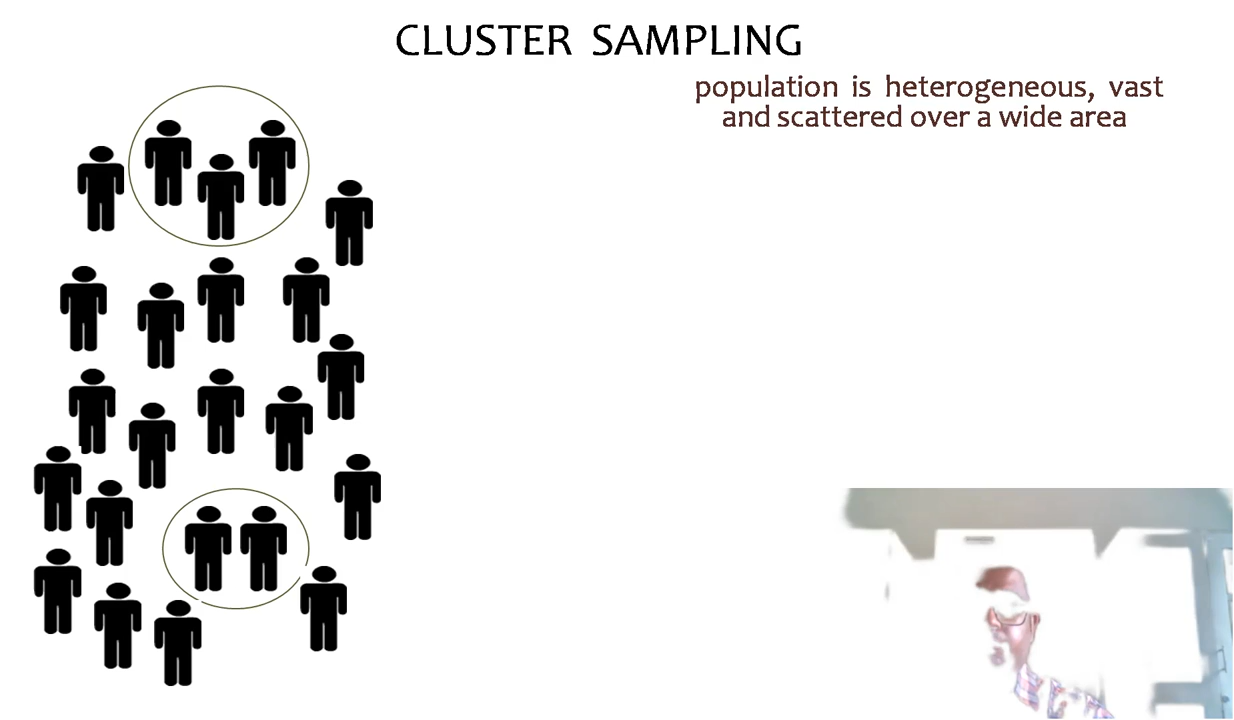 CLUSTER SAMPLING
population is heterogeneous, vast
and scattered over a wide area